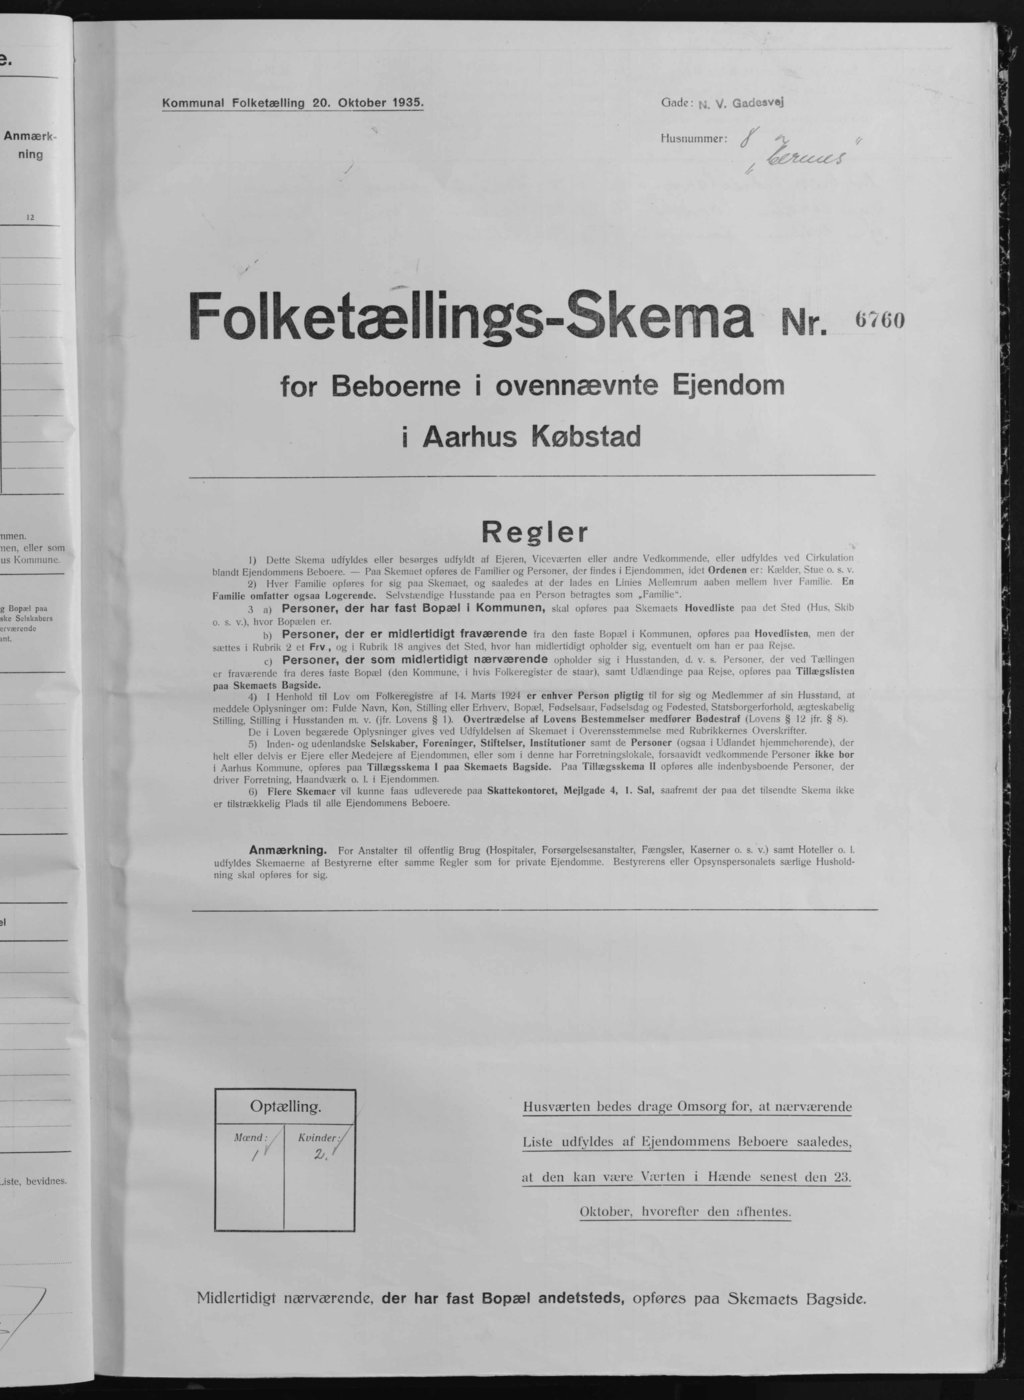 e.
Anmærk-
ning
12
mmen.
men, eller som
us Kommune.
g Bopæl paa
ske Selskabers
erværende
ant.
el
Liste, bevidnes.
Kommunal Folketælling 20. Oktober 1935.
Gade: N. V. Gadesvej
Husnummer: 8
"Hermes"
Folketællings-Skema Nr. 6760
for Beboerne i ovennævnte Ejendom
i Aarhus Købstad
Regler
1) Dette Skema udfyldes eller besørges udfyldt af Ejeren, Viceværten eller andre Vedkommende, eller udfyldes ved Cirkulation
blandt Ejendommens Beboere. — Paa Skemaet opføres de Familier og Personer, der findes i Ejendommen, idet Ordenen er: Kælder, Stue o. s. v.
2) Hver Familie opføres for sig paa Skemaet, og saaledes at der lades en Linies Mellemrum aaben mellem hver Familie. En
Familie omfatter ogsaa Logerende. Selvstændige Husstande paa en Person betragtes som „Familie“.
3 a) Personer, der har fast Bopæl i Kommunen, skal opføres paa Skemaets Hovedliste paa det Sted (Hus, Skib
o. s. v.), hvor Bopælen er.
b) Personer, der er midlertidigt fraværende fra den faste Bopæl i Kommunen, opføres paa Hovedlisten, men der
sættes i Rubrik 2 et Frv., og i Rubrik 18 angives det Sted, hvor han midlertidigt opholder sig, eventuelt om han er paa Rejse.
c) Personer, der som midlertidigt nærværende opholder sig i Husstanden, d. v. s. Personer, der ved Tællingen
er fraværende fra deres faste Bopæl (den Kommune, i hvis Folkeregister de staar), samt Udlændinge paa Rejse, opføres paa Tillægslisten
paa Skemaets Bagside.
4) I Henhold til Lov om Folkeregistre af 14. Marts 1924 er enhver Person pligtig til for sig og Medlemmer af sin Husstand, at
meddele Oplysninger om: Fulde Navn, Køn, Stilling eller Erhverv, Bopæl, Fødselsaar, Fødselsdag og Fødested, Statsborgerforhold, ægteskabelig
Stilling, Stilling i Husstanden m. v. (jfr. Lovens § 1). Overtrædelse af Lovens Bestemmelser medfører Bødestraf (Lovens § 12 jfr. § 8).
De i Loven begærede Oplysninger gives ved Udfyldelsen af Skemaet i Overensstemmelse med Rubrikkernes Overskrifter.
5) Inden- og udenlandske Selskaber, Foreninger, Stiftelser, Institutioner samt de Personer (ogsaa i Udlandet hjemmehørende), der
helt eller delvis er Ejere eller Medejere af Ejendommen, eller som i denne har Forretningslokale, forsaavidt vedkommende Personer ikke bor
i Aarhus Kommune, opføres paa Tillægsskema I paa Skemaets Bagside. Paa Tillægsskema II opføres alle indenbysboende Personer, der
driver Forretning, Haandværk o. l. i Ejendommen.
6) Flere Skemaer vil kunne faas udleverede paa Skattekontoret, Mejlgade 4, 1. Sal, saafremt der paa det tilsendte Skema ikke
er tilstrækkelig Plads til alle Ejendommens Beboere.
Anmærkning. For Anstalter til offentlig Brug (Hospitaler, Forsørgelsesanstalter, Fængsler, Kaserner o. s. v.) samt Hoteller o. l.
udfyldes Skemaerne af Bestyrerne efter samme Regler som for private Ejendomme. Bestyrerens eller Opsynspersonalets særlige Hushold-
ning skal opføres for sig.
Optælling.
Mænd: Kvinder:
1 2.
Husværten bedes drage Omsorg for, at nærværende
Liste udfyldes af Ejendommens Beboere saaledes,
at den kan være Værten i Hænde senest den 23.
Oktober, hvorefter den afhentes.
Midlertidigt nærværende, der har fast Bopæl andetsteds, opføres paa Skemaets Bagside.